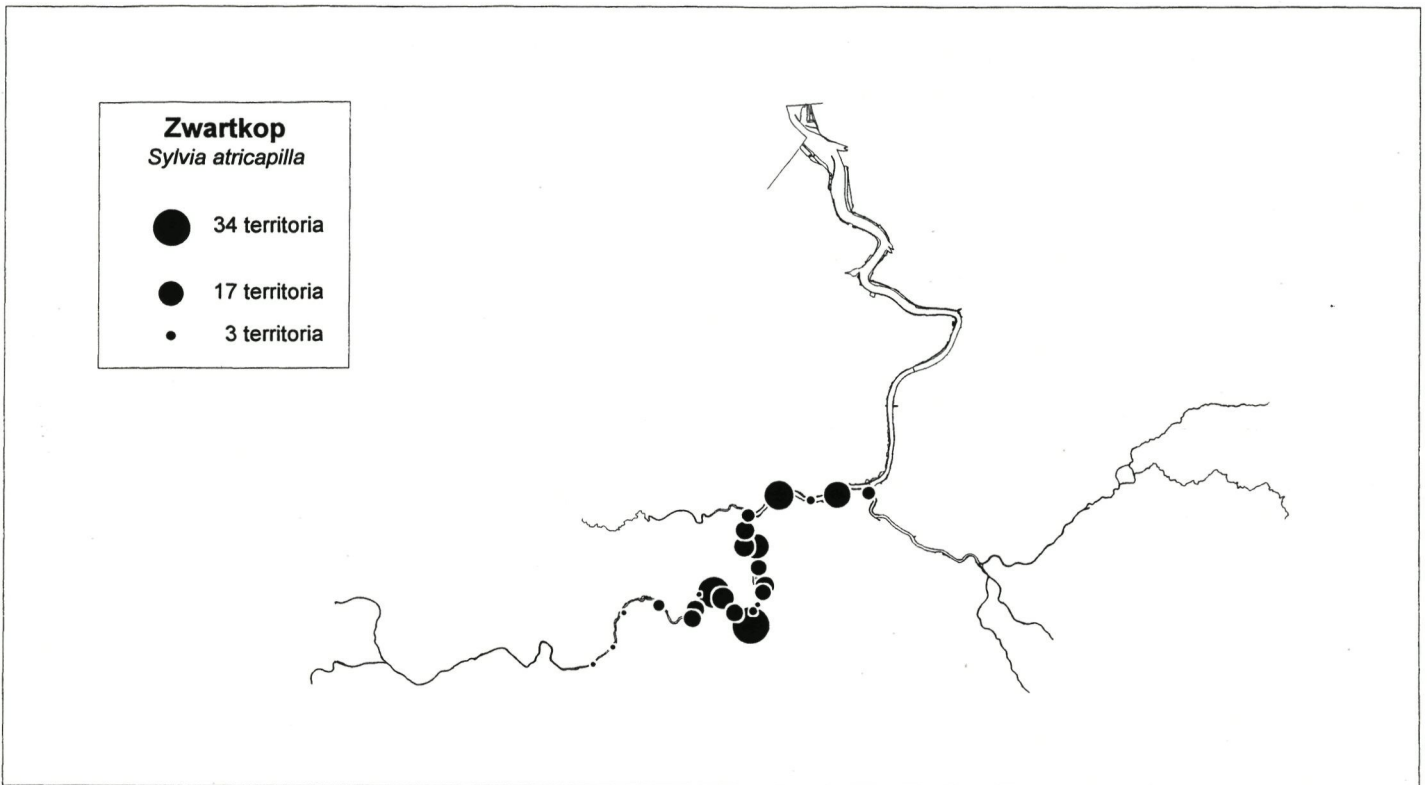 Zwartkop
Sylvia atricapilla
34 territoria
17 territoria
3 territoria